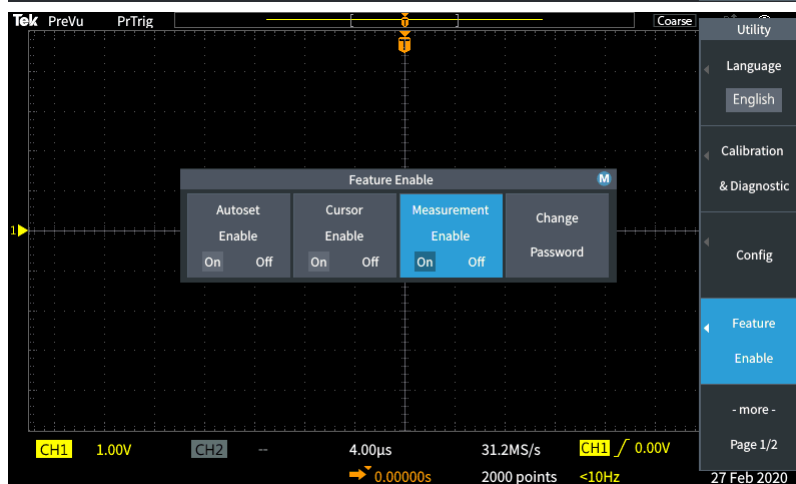 Tek PreVu PrTrig Coarse
T
T
Utility
Language
English
Calibration
& Diagnostic
Config
Feature
Enable
- more -
Page 1/2
Feature Enable M
Autoset
Enable
On Off
Cursor
Enable
On Off
Measurement
Enable
On Off
Change
Password
1
CH1 1.00V CH2 -- 4.00µs 31.2MS/s CH1 0.00V
0.00000s 2000 points <10Hz 27 Feb 2020